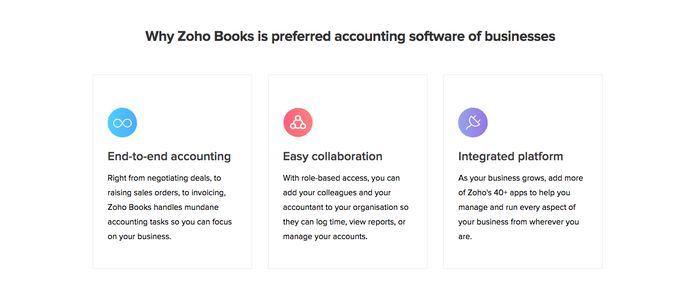 Why Zoho Books is preferred accounting software of businesses
End-to-end accounting
Right from negotiating deals, to
raising sales orders, to invoicing,
Zoho Books handles mundane
accounting tasks so you can focus
on your business.
Easy collaboration
With role-based access, you can
add your colleagues and your
accountant to your organisation so
they can log time, view reports, or
manage your accounts.
Integrated platform
As your business grows, add more
of Zoho's 40+ apps to help you
manage and run every aspect of
your business from wherever you
are.